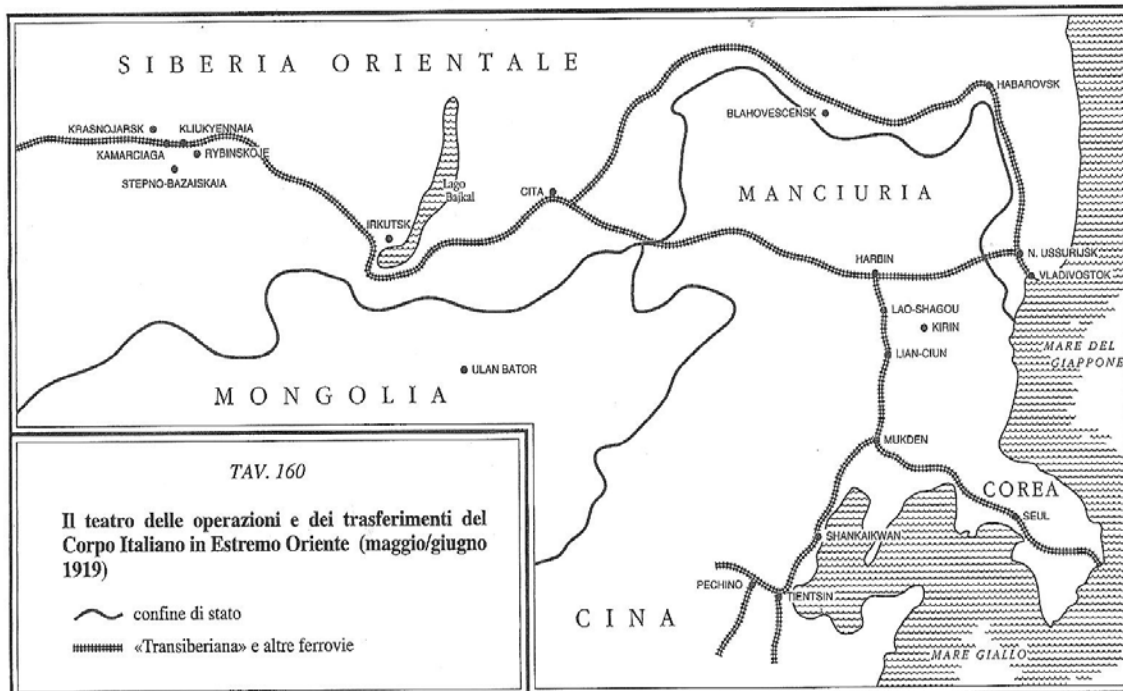 SIBERIA ORIENTALE
HABAROVSK
BLAHOVESCENSK
KRASNOJARSK
KLIUKYENNAIA
KAMARCIAGA
RYBINSKOJE
STEPNO-BAZAISKAIA
Lago
Bajkal
CITA
MANCIURIA
IRKUTSK
HARBIN
N. USSURIJSK
VLADIVOSTOK
LAO-SHAGOU
KIRIN
MARE DEL
GIAPPONE
LIAN-CIUN
ULAN BATOR
MONGOLIA
MUKDEN
COREA
SEUL
SHANKAIKWAN
PECHINO
TIENTSIN
CINA
MARE GIALLO
TAV. 160
Il teatro delle operazioni e dei trasferimenti del
Corpo Italiano in Estremo Oriente (maggio/giugno
1919)
confine di stato
«Transiberiana» e altre ferrovie